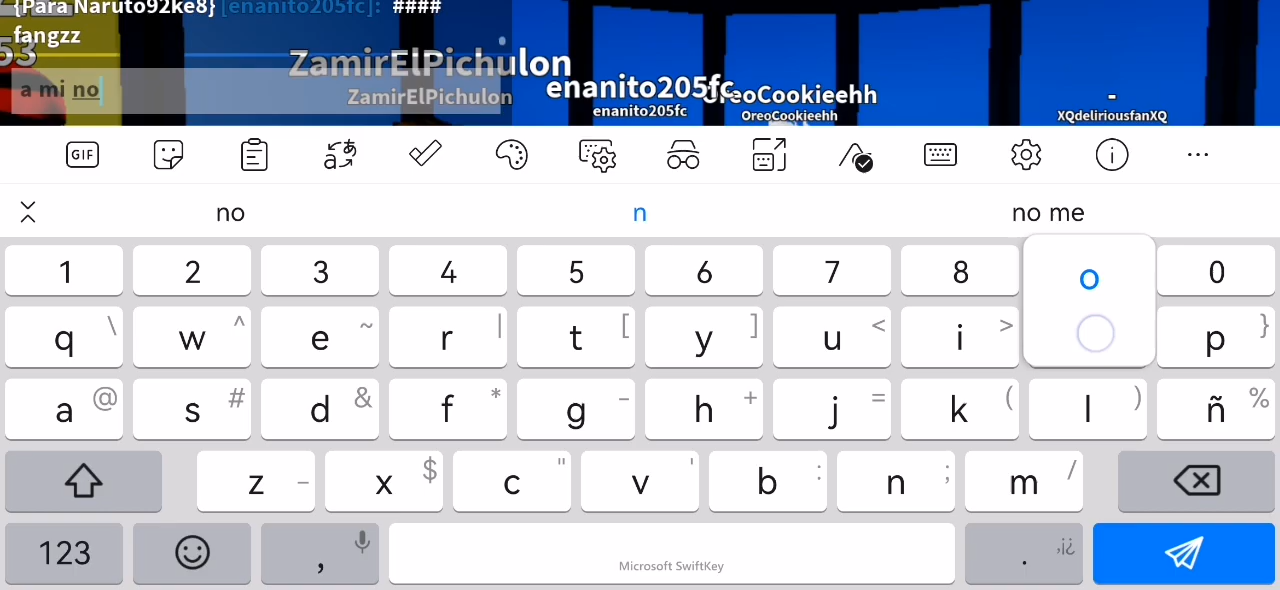 {Para Naruto92ke8} [enanito205fc]: ####
fangzz
53
a mi no
ZamirElPichulon
ZamirElPichulon
enanito205fc
enanito205fc
OreoCookieehh
OreoCookieehh
-
XQdeliriousfanXQ
GIF
no n no me
1 2 3 4 5 6 7 8 o 0
q \ w ^ e ~ r | t [ y ] u < i > p }
a @ s # d & f * g - h + j = k ( l ) ñ %
z _ x $ c " v ' b : n ; m /
123 , Microsoft SwiftKey . ,¡¿